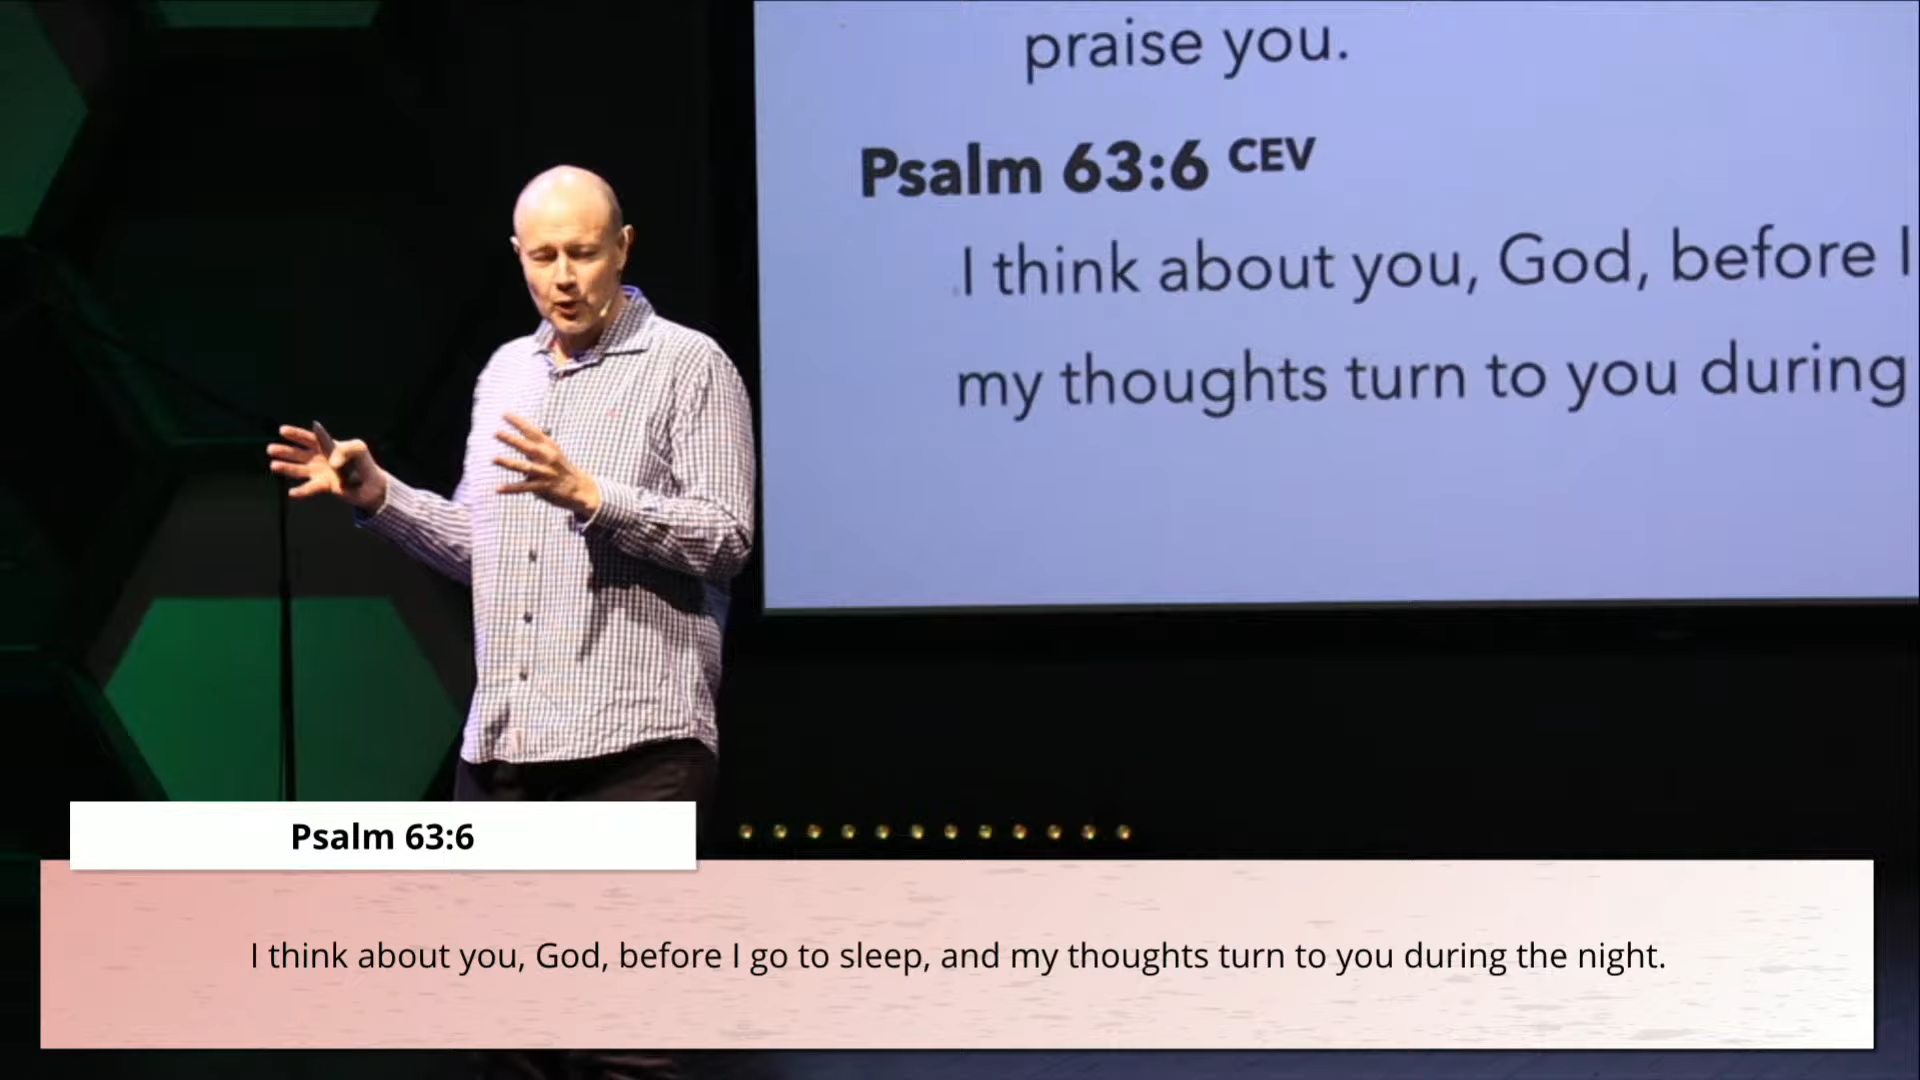 praise you.
Psalm 63:6 CEV
I think about you, God, before I
my thoughts turn to you during
Psalm 63:6
I think about you, God, before I go to sleep, and my thoughts turn to you during the night.